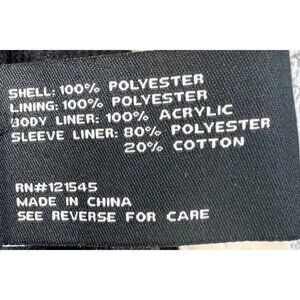 SHELL: 100% POLYESTER
LINING: 100% POLYESTER
BODY LINER: 100% ACRYLIC
SLEEVE LINER: 80% POLYESTER
20% COTTON
RN#121545
MADE IN CHINA
SEE REVERSE FOR CARE